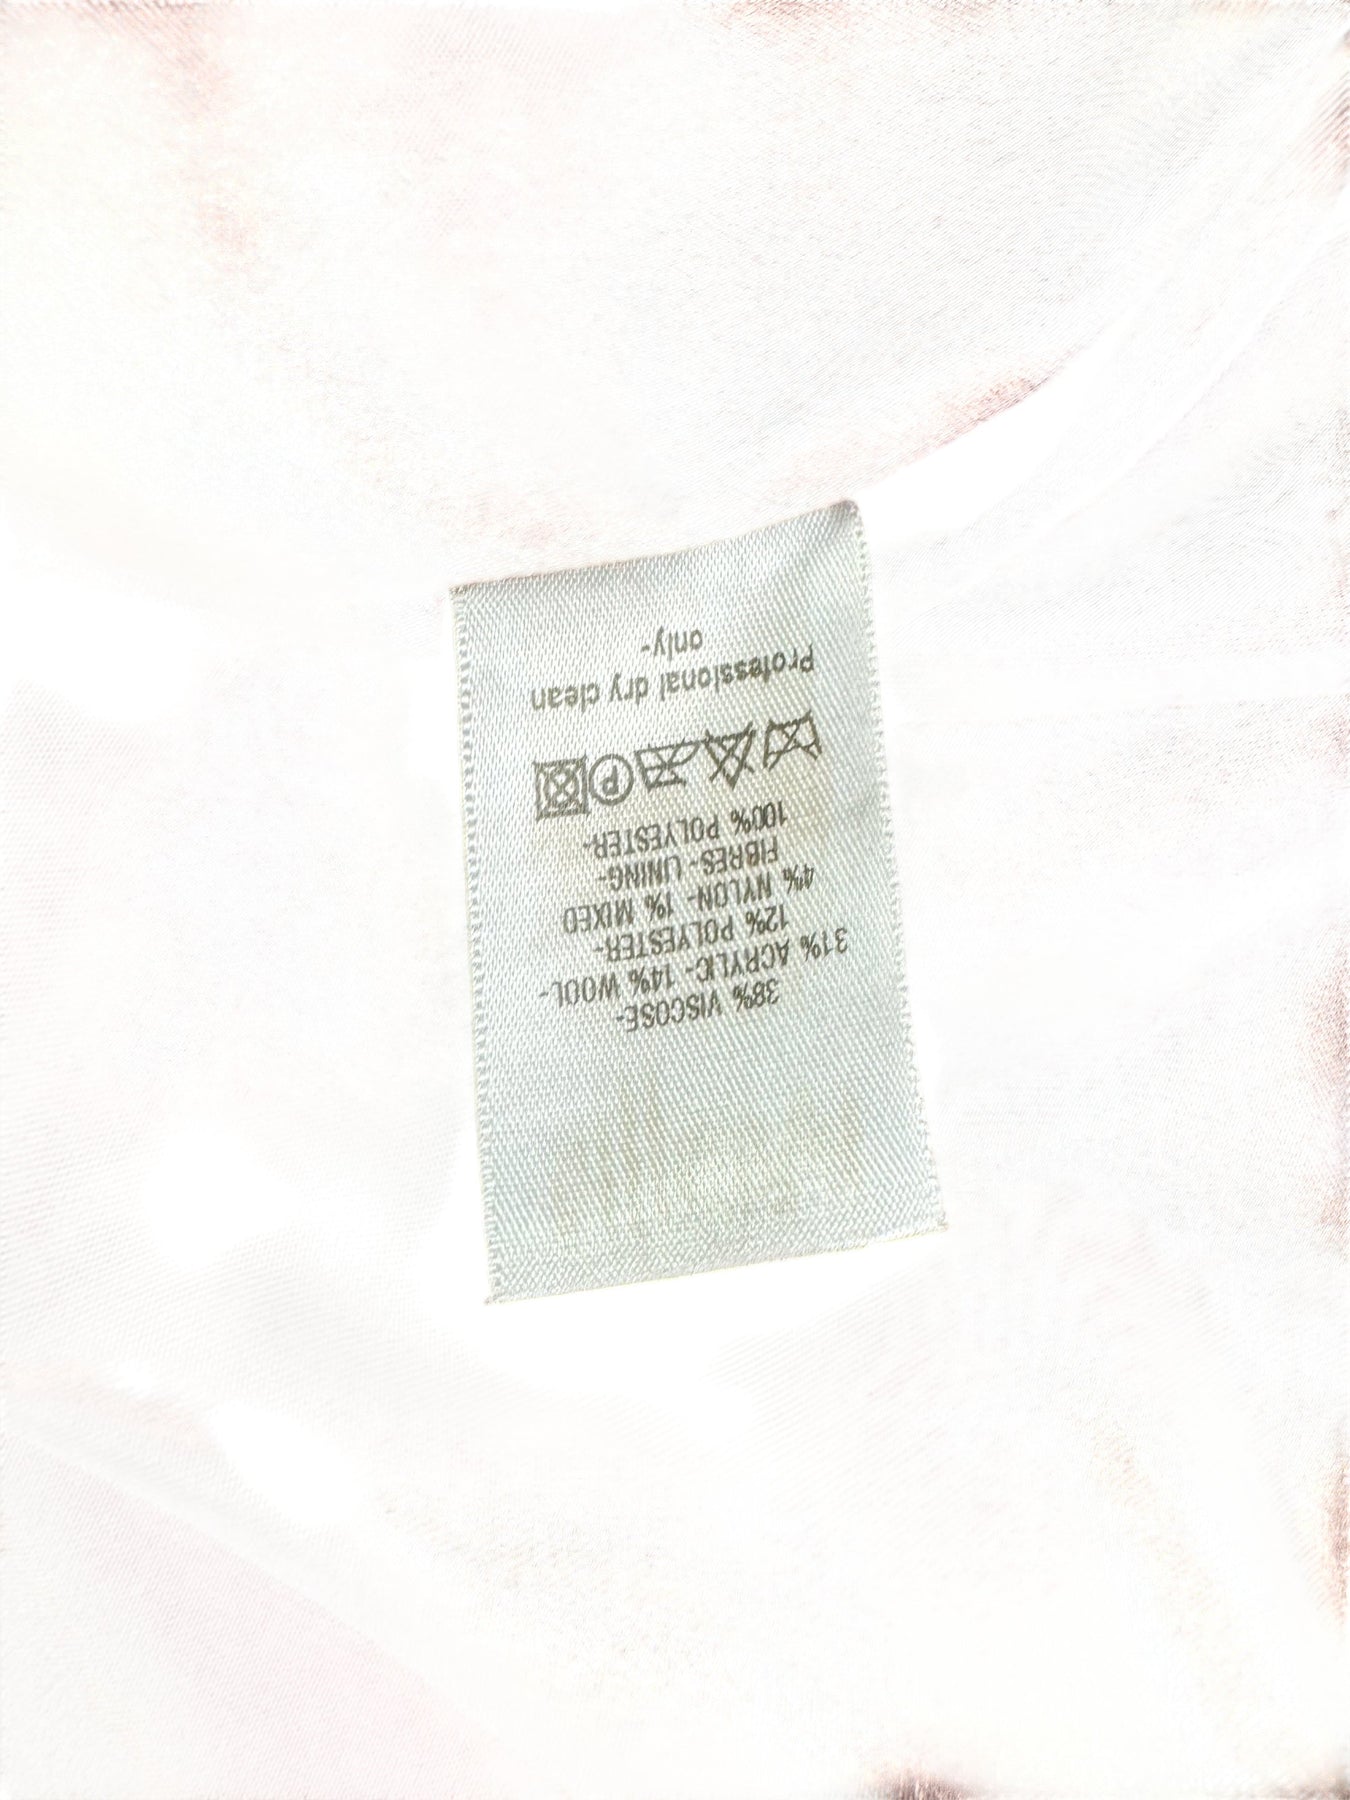 38% VISCOSE-
31% ACRYLIC- 14% WOOL-
12% POLYESTER-
4% NYLON- 1% MIXED
FIBRES- LINING-
100% POLYESTER-
P
Professional dry clean
only-